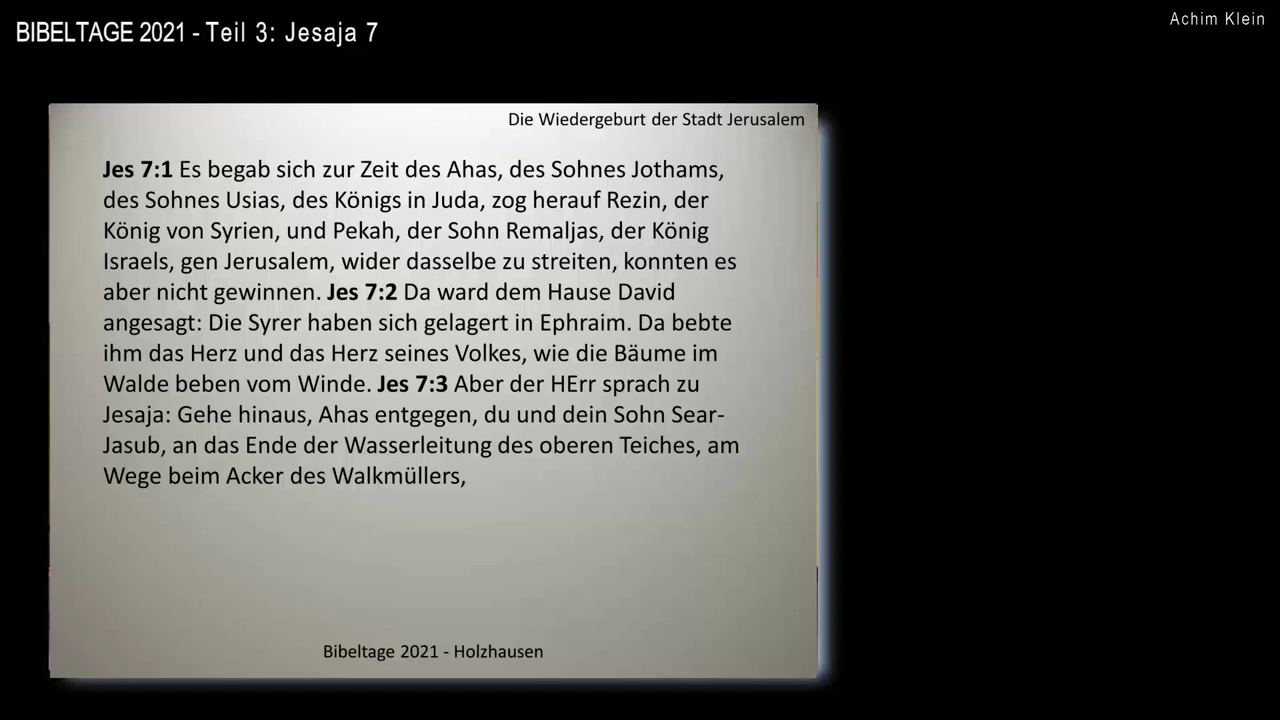 BIBELTAGE 2021 - Teil 3: Jesaja 7
Achim Klein
Die Wiedergeburt der Stadt Jerusalem
Jes 7:1 Es begab sich zur Zeit des Ahas, des Sohnes Jothams,
des Sohnes Usias, des Königs in Juda, zog herauf Rezin, der
König von Syrien, und Pekah, der Sohn Remaljas, der König
Israels, gen Jerusalem, wider dasselbe zu streiten, konnten es
aber nicht gewinnen. Jes 7:2 Da ward dem Hause David
angesagt: Die Syrer haben sich gelagert in Ephraim. Da bebte
ihm das Herz und das Herz seines Volkes, wie die Bäume im
Walde beben vom Winde. Jes 7:3 Aber der HErr sprach zu
Jesaja: Gehe hinaus, Ahas entgegen, du und dein Sohn Sear-
Jasub, an das Ende der Wasserleitung des oberen Teiches, am
Wege beim Acker des Walkmüllers,
Bibeltage 2021 - Holzhausen